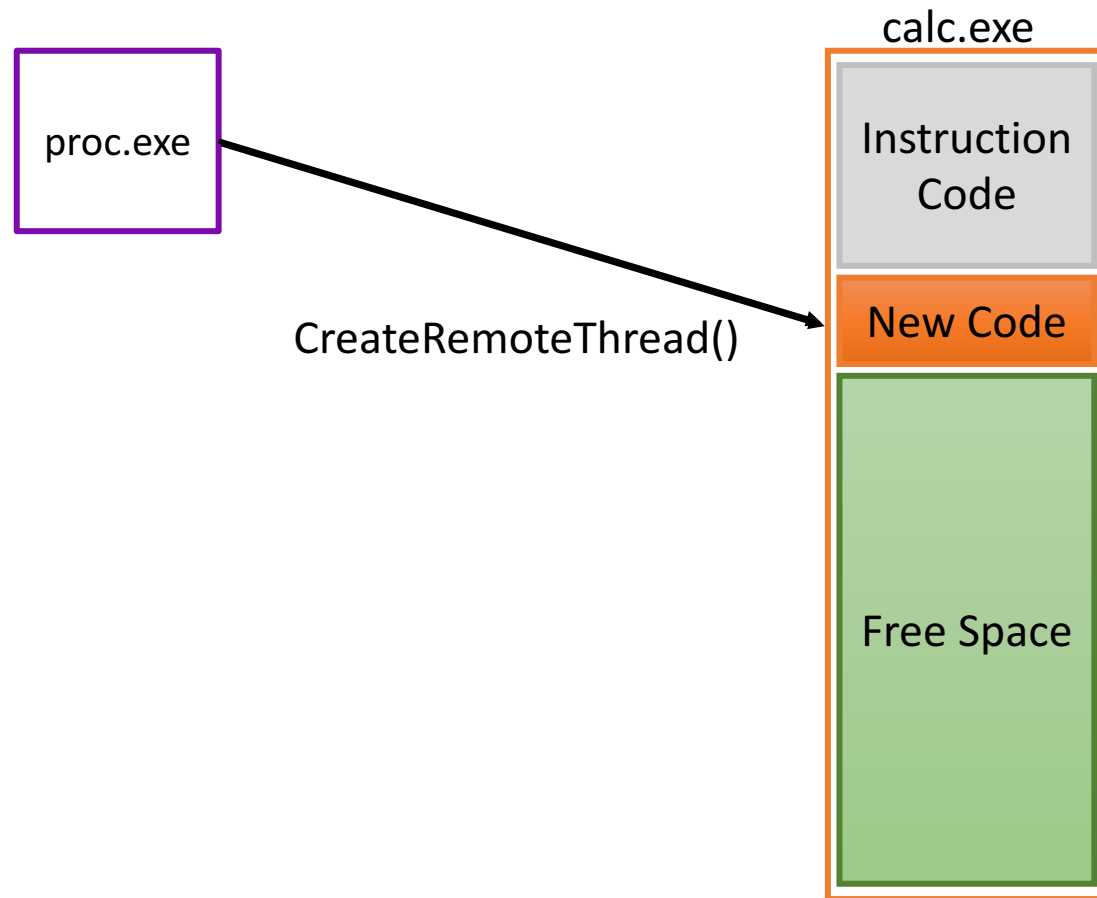 calc.exe
proc.exe
Instruction
Code
New Code
CreateRemoteThread()
Free Space